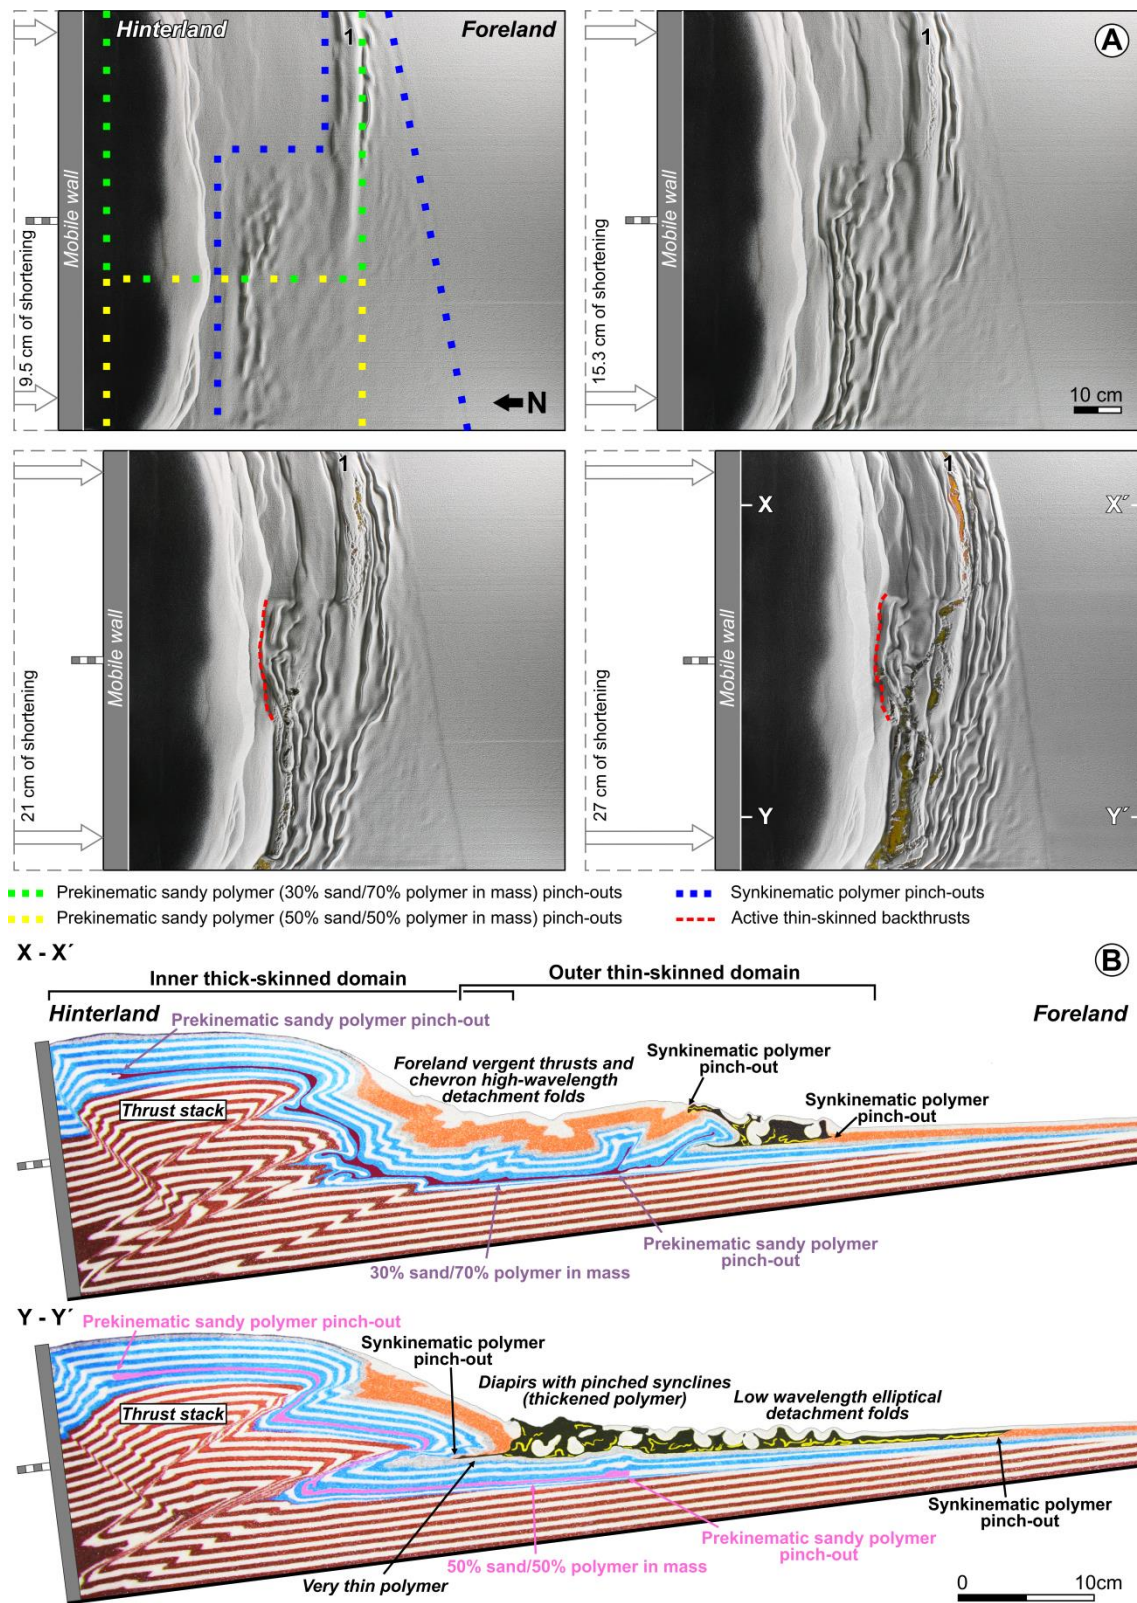 Hinterland
Foreland
1
1
A
Mobile wall
9.5 cm of shortening
N
Mobile wall
15.3 cm of shortening
10 cm
1
1
X
X´
Mobile wall
21 cm of shortening
Mobile wall
27 cm of shortening
Y
Y´
Prekinematic sandy polymer (30% sand/70% polymer in mass) pinch-outs
Synkinematic polymer pinch-outs
Prekinematic sandy polymer (50% sand/50% polymer in mass) pinch-outs
Active thin-skinned backthrusts
X - X´
B
Inner thick-skinned domain
Outer thin-skinned domain
Hinterland
Foreland
Prekinematic sandy polymer pinch-out
Foreland vergent thrusts and
chevron high-wavelength
detachment folds
Synkinematic polymer
pinch-out
Synkinematic polymer
pinch-out
Thrust stack
Prekinematic sandy polymer
pinch-out
30% sand/70% polymer in mass
Y - Y´
Prekinematic sandy polymer pinch-out
Synkinematic polymer
pinch-out
Diapirs with pinched synclines
(thickened polymer)
Low wavelength elliptical
detachment folds
Thrust stack
Synkinematic polymer
pinch-out
Prekinematic sandy polymer
pinch-out
50% sand/50% polymer in mass
Very thin polymer
0 10cm